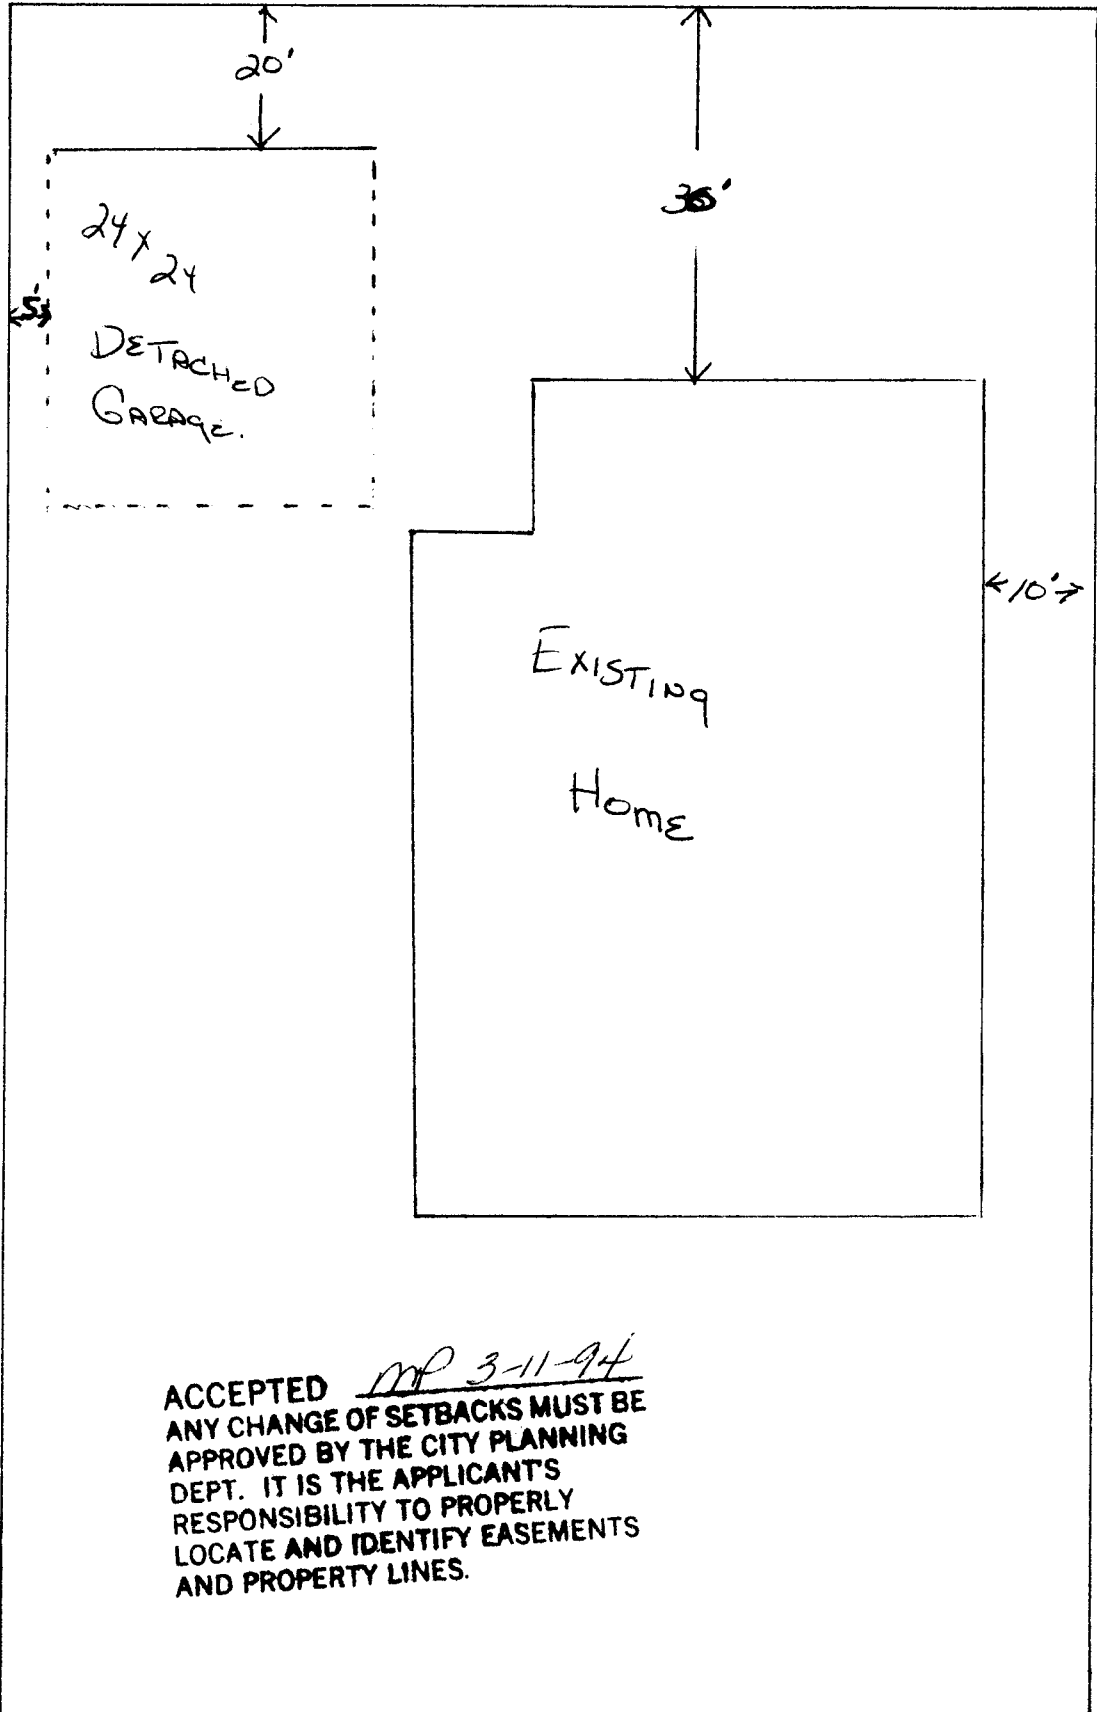 20'
24 x 24
5'
DETACHED
GARAGE.
←10'→
EXISTING
HOME
ACCEPTED MP 3-11-94
ANY CHANGE OF SETBACKS MUST BE
APPROVED BY THE CITY PLANNING
DEPT. IT IS THE APPLICANT'S
RESPONSIBILITY TO PROPERLY
LOCATE AND IDENTIFY EASEMENTS
AND PROPERTY LINES.